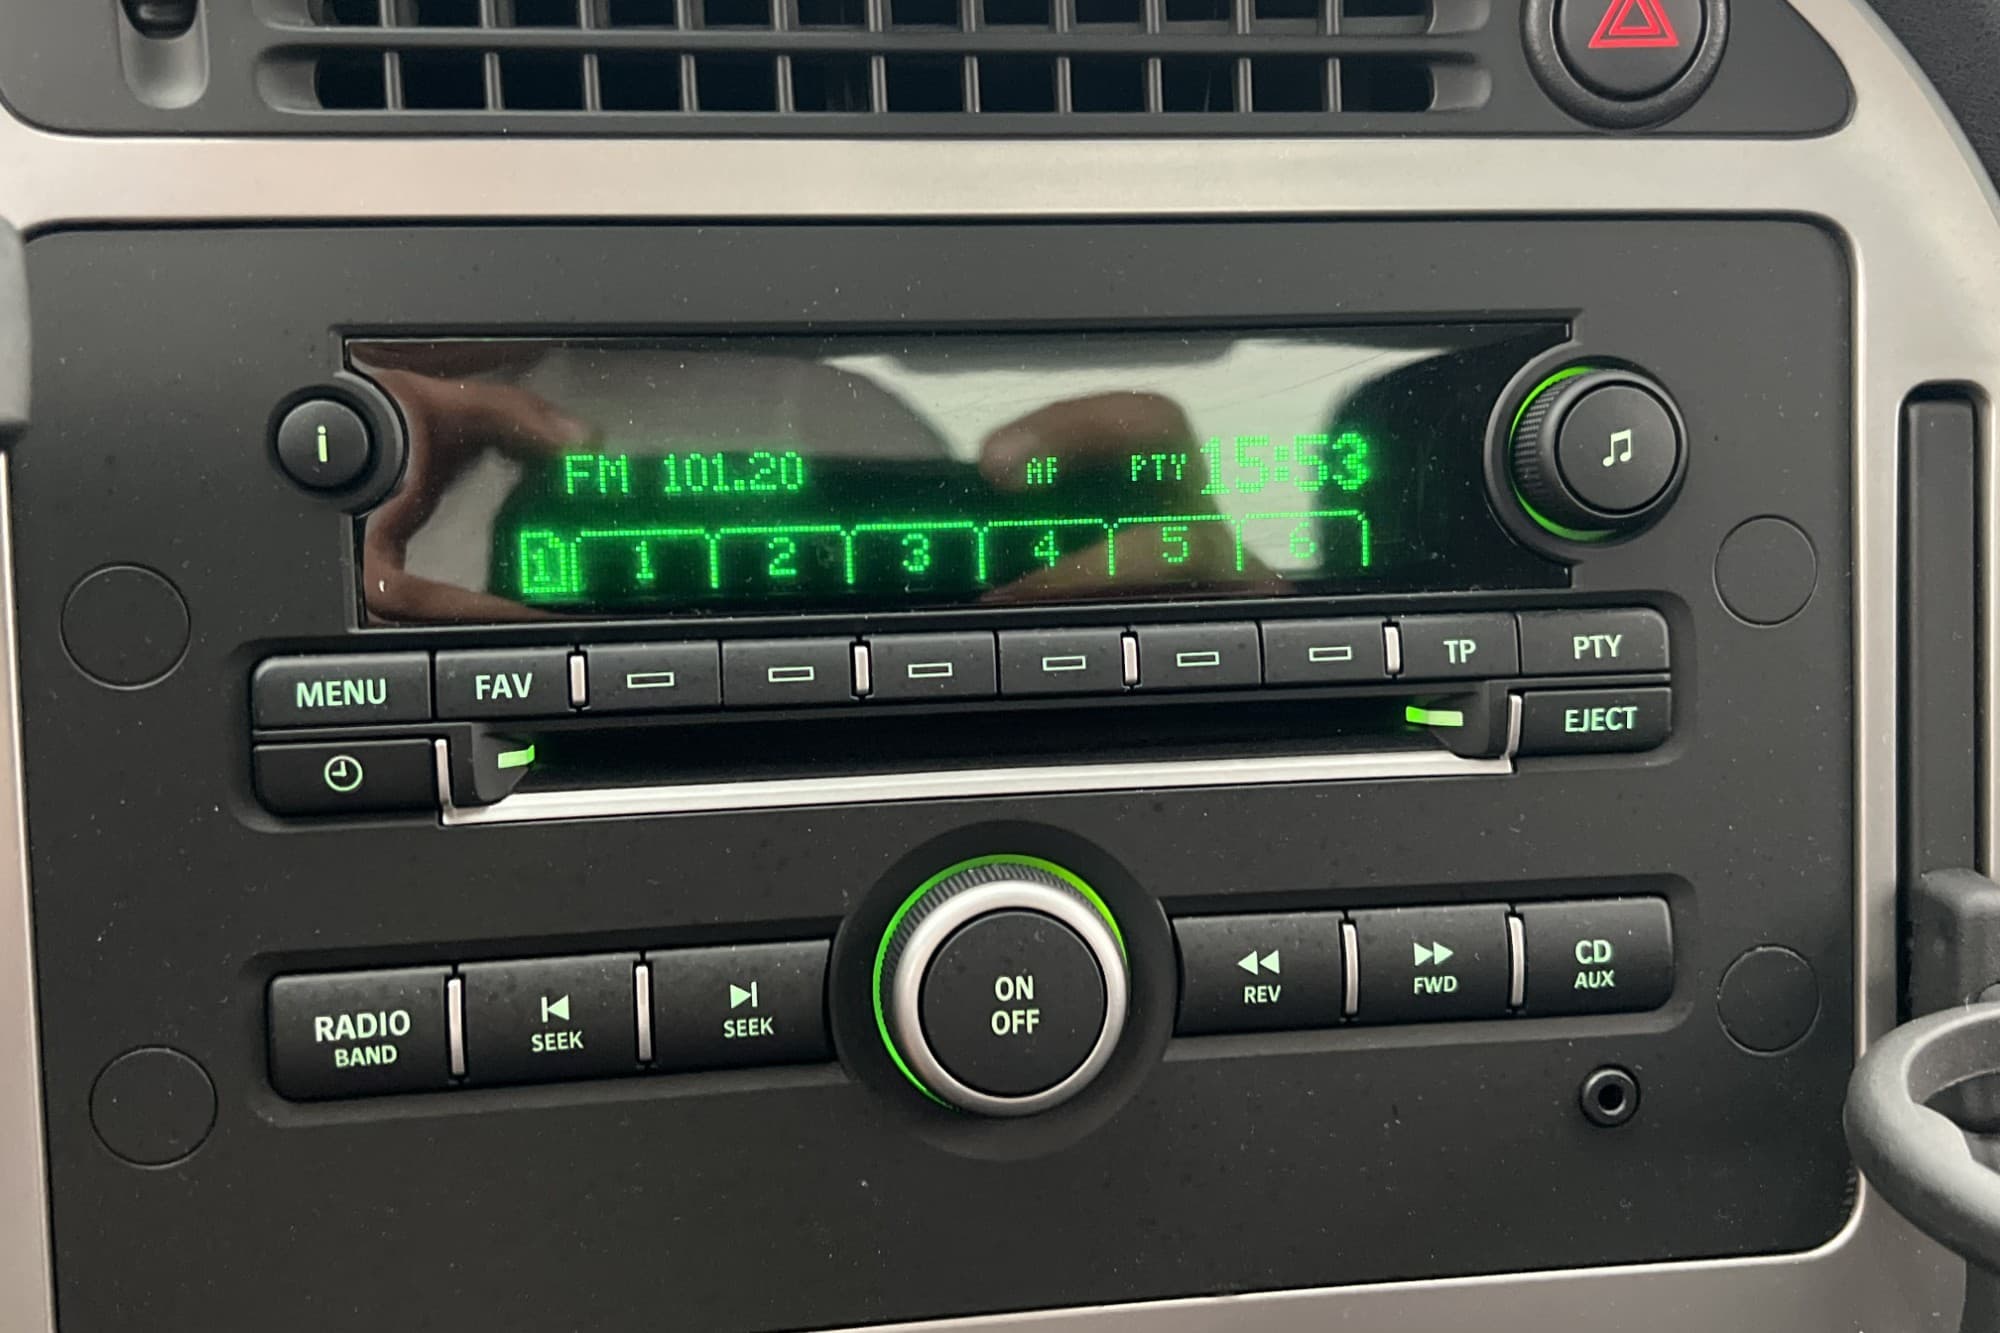 i
FM 101.20 AF PTY 15:53
1 1 2 3 4 5 6
MENU FAV TP PTY
EJECT
ON
OFF
RADIO
BAND
SEEK
SEEK
REV
FWD
CD
AUX